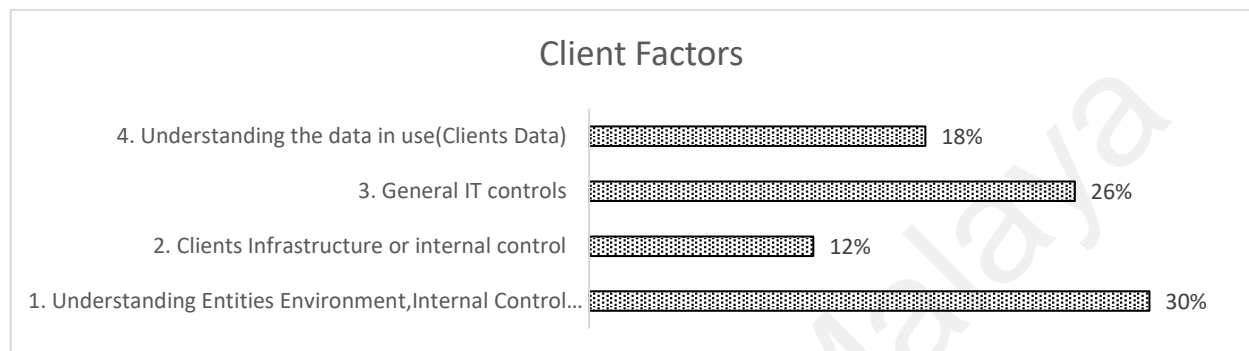 Client Factors
4. Understanding the data in use(Clients Data)
18%
3. General IT controls
26%
2. Clients Infrastructure or internal control
12%
1. Understanding Entities Environment,Internal Control...
30%
Malaya